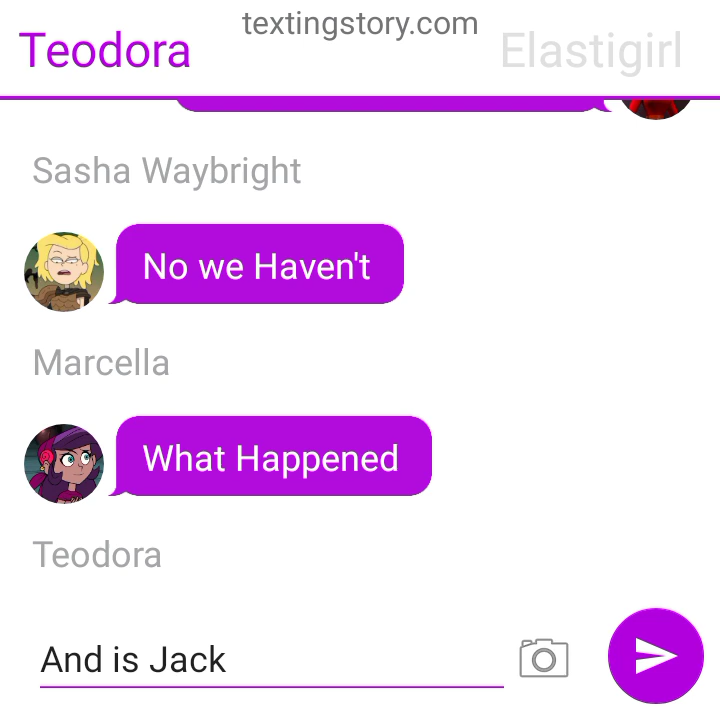 textingstory.com
Teodora
Elastigirl
Sasha Waybright
No we Haven't
Marcella
What Happened
Teodora
And is Jack